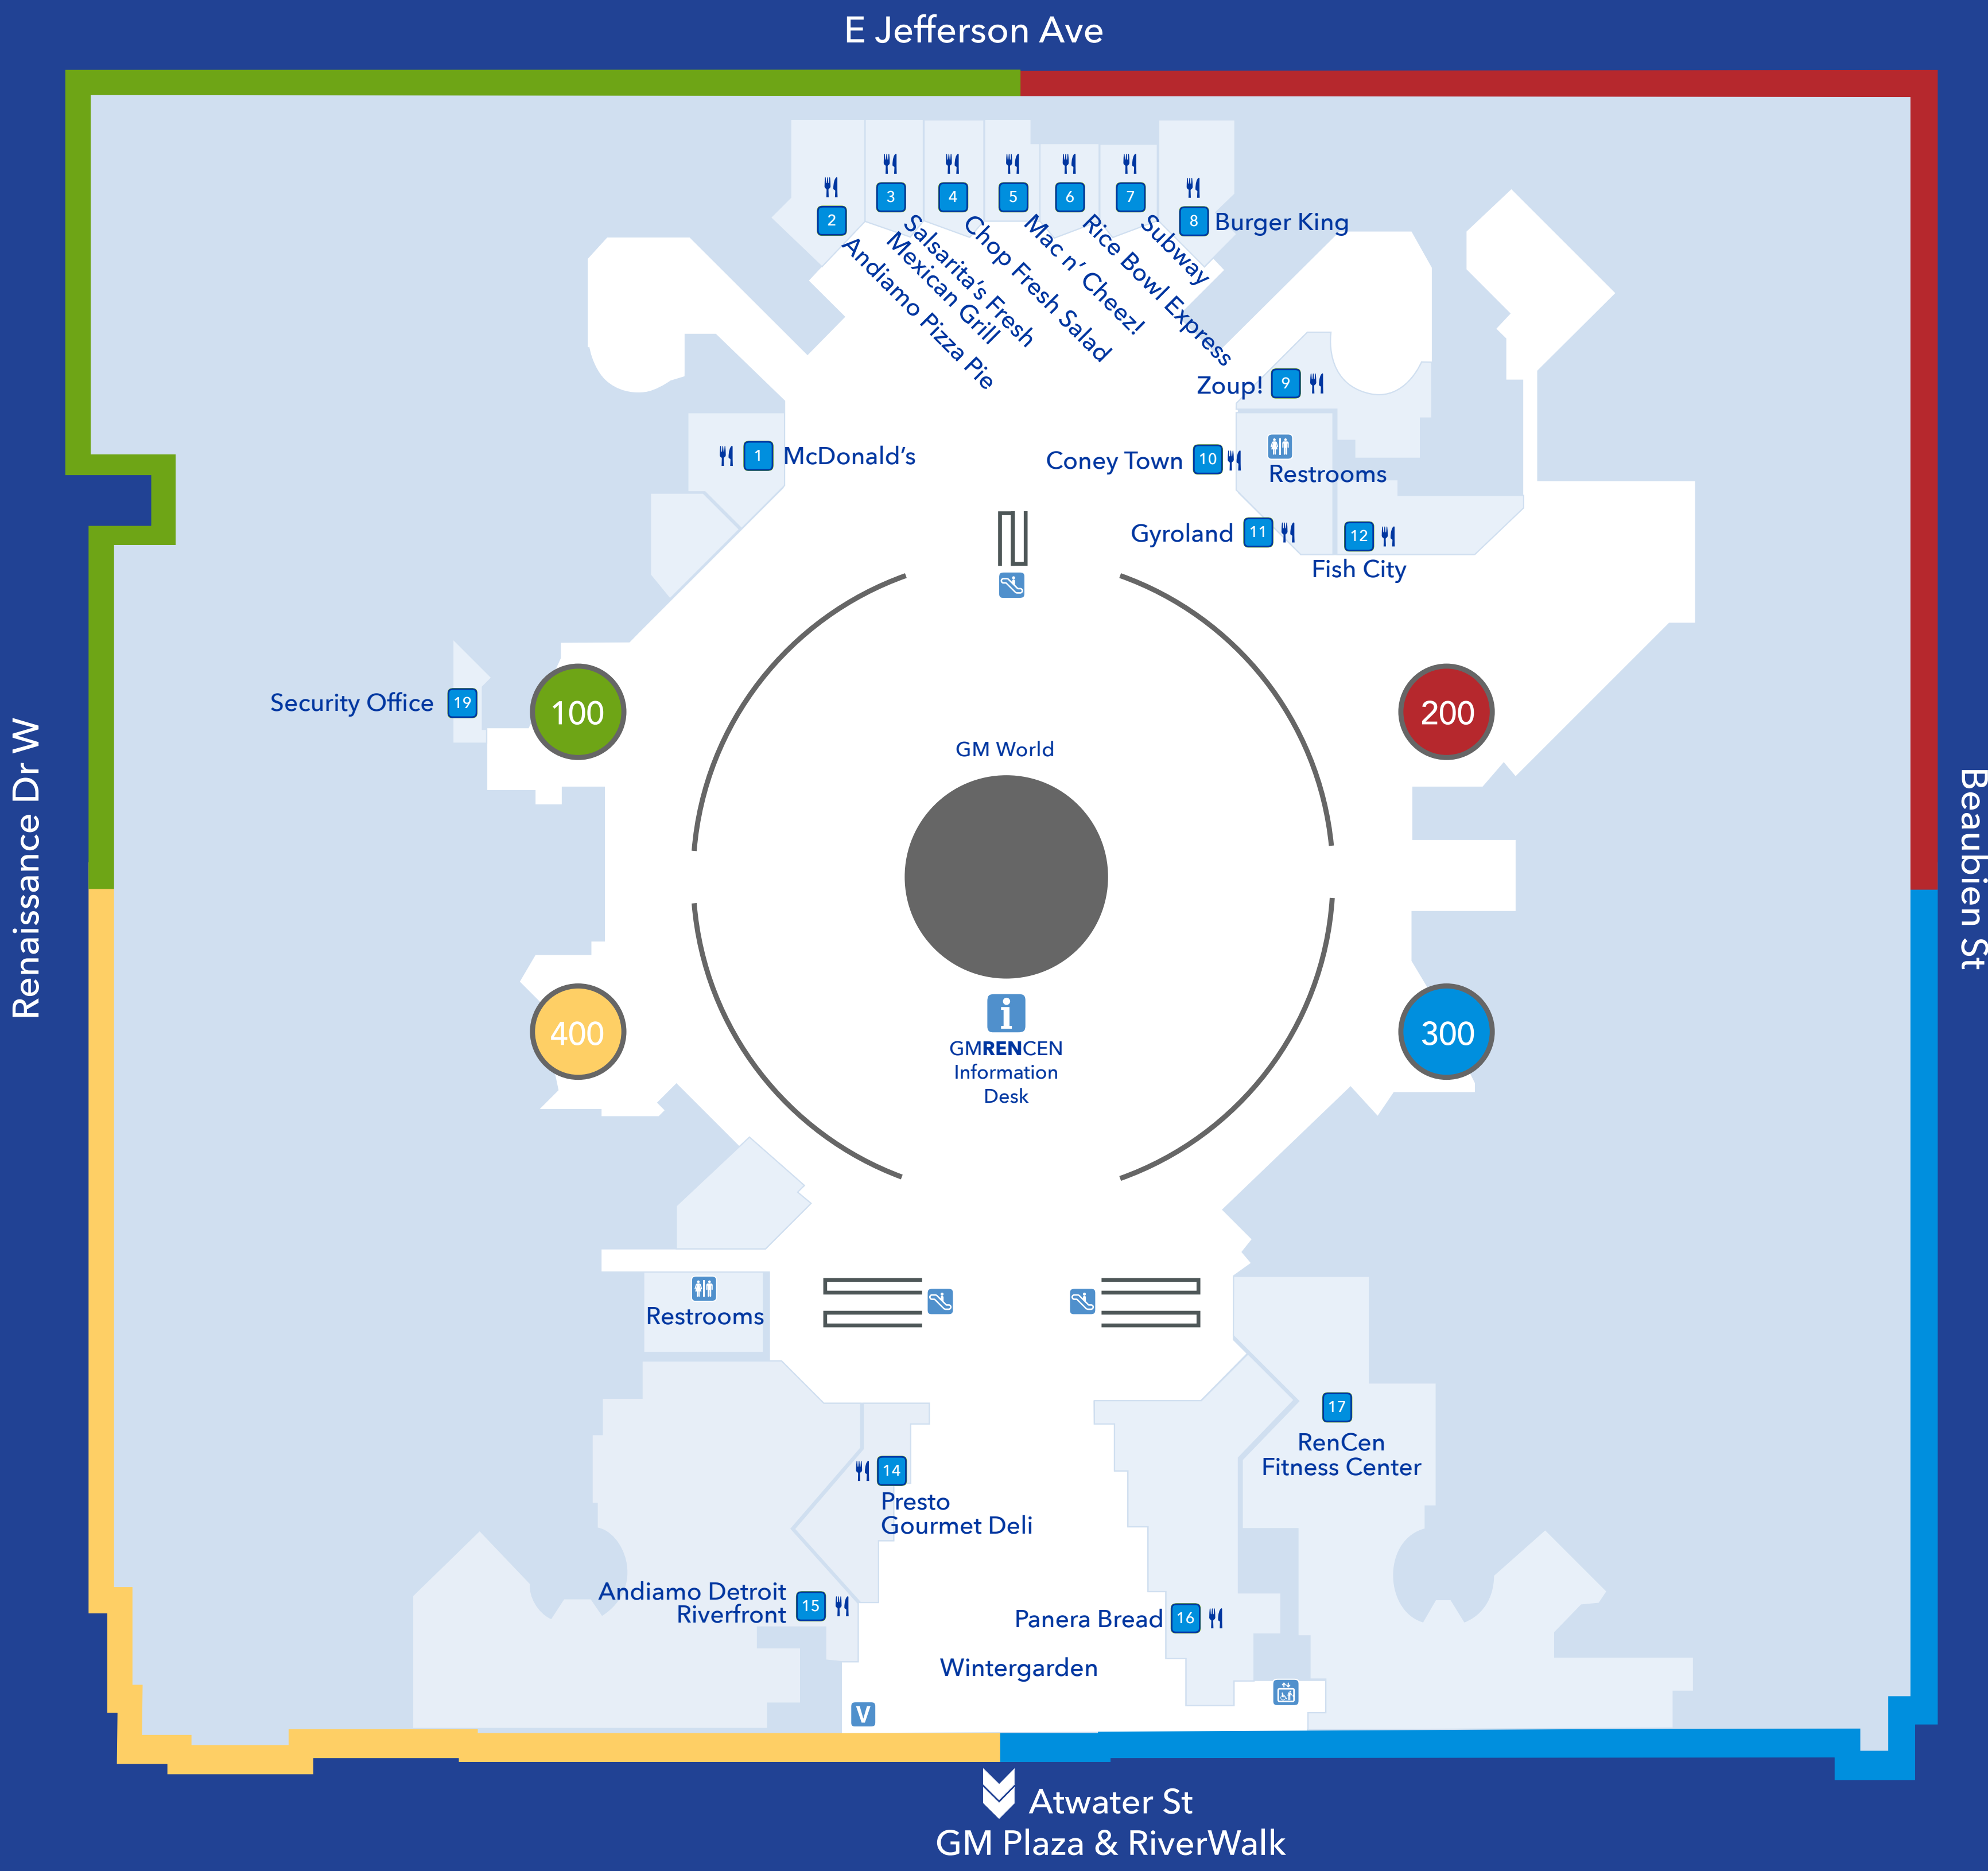 E Jefferson Ave
2
3
4
5
6
7
8
Burger King
Andiamo Pizza Pie
Salsarita's Fresh
Mexican Grill
Chop Fresh Salad
Mac n' Cheez!
Rice Bowl Express
Subway
Zoup! 9
1 McDonald's
Coney Town 10
Restrooms
Gyroland 11
12
Fish City
Security Office 19
100
200
GM World
Renaissance Dr W
Beaubien St
400
300
i
GMRENCEN
Information
Desk
Restrooms
17
RenCen
Fitness Center
14
Presto
Gourmet Deli
Andiamo Detroit
Riverfront
15
Panera Bread 16
Wintergarden
V
Atwater St
GM Plaza & RiverWalk